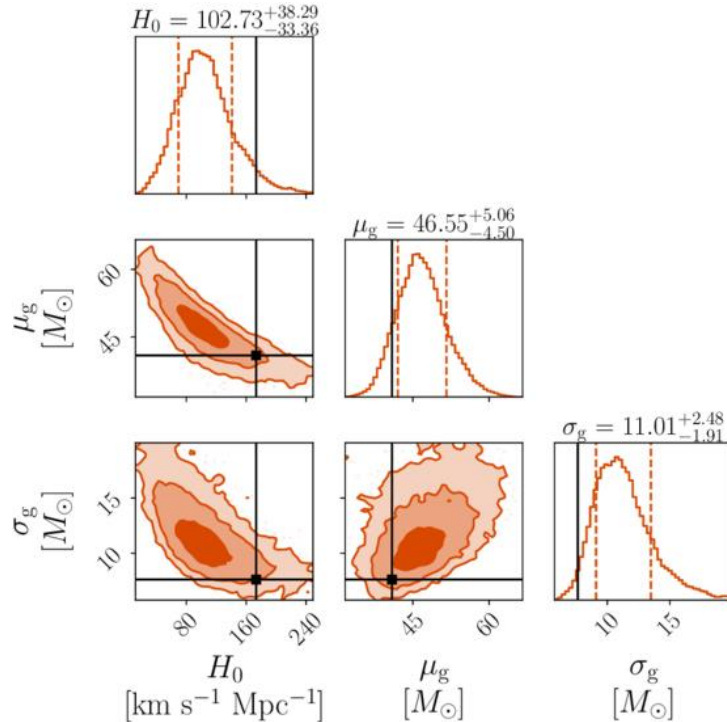 H₀ = 102.73⁺³⁸·²⁹₋₃₃.₃₆
μg = 46.55⁺⁵·⁰⁶₋₄.₅₀
60
45
μg
[M⊙]
σg = 11.01⁺²·⁴⁸₋₁.₉₁
15
10
σg
[M⊙]
80 160 240 45 60 10 15
H₀ μg σg
[km s⁻¹ Mpc⁻¹] [M⊙] [M⊙]